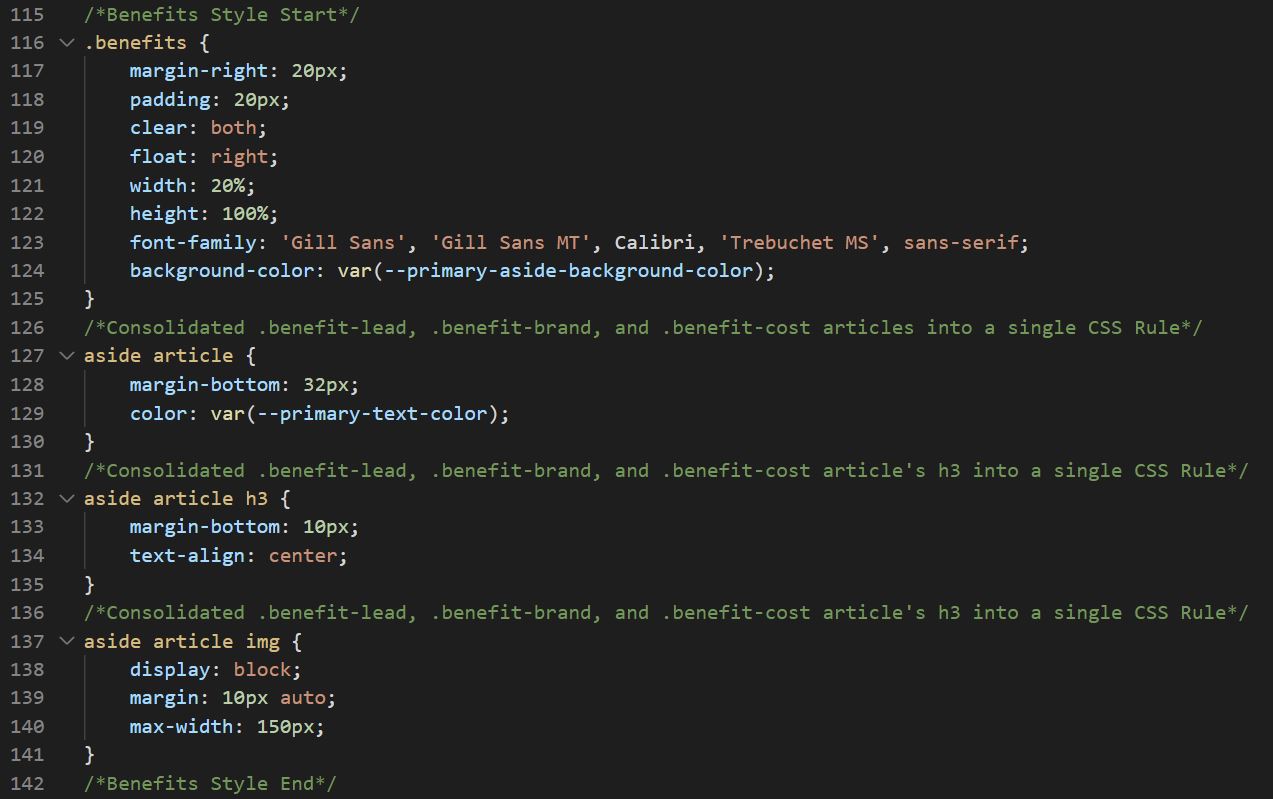 115 /*Benefits Style Start*/
116 .benefits {
117     margin-right: 20px;
118     padding: 20px;
119     clear: both;
120     float: right;
121     width: 20%;
122     height: 100%;
123     font-family: 'Gill Sans', 'Gill Sans MT', Calibri, 'Trebuchet MS', sans-serif;
124     background-color: var(--primary-aside-background-color);
125 }
126 /*Consolidated .benefit-lead, .benefit-brand, and .benefit-cost articles into a single CSS Rule*/
127 aside article {
128     margin-bottom: 32px;
129     color: var(--primary-text-color);
130 }
131 /*Consolidated .benefit-lead, .benefit-brand, and .benefit-cost article's h3 into a single CSS Rule*/
132 aside article h3 {
133     margin-bottom: 10px;
134     text-align: center;
135 }
136 /*Consolidated .benefit-lead, .benefit-brand, and .benefit-cost article's h3 into a single CSS Rule*/
137 aside article img {
138     display: block;
139     margin: 10px auto;
140     max-width: 150px;
141 }
142 /*Benefits Style End*/